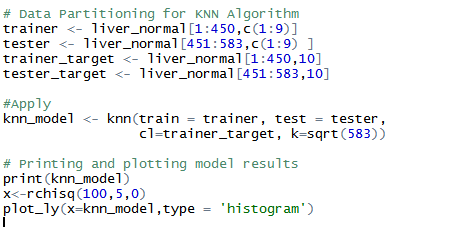 # Data Partitioning for KNN Algorithm
trainer <- liver_normal[1:450,c(1:9)]
tester <- liver_normal[451:583,c(1:9) ]
trainer_target <- liver_normal[1:450,10]
tester_target <- liver_normal[451:583,10]
#Apply
knn_model <- knn(train = trainer, test = tester,
cl=trainer_target, k=sqrt(583))
# Printing and plotting model results
print(knn_model)
x<-rchisq(100,5,0)
plot_ly(x=knn_model,type = 'histogram')